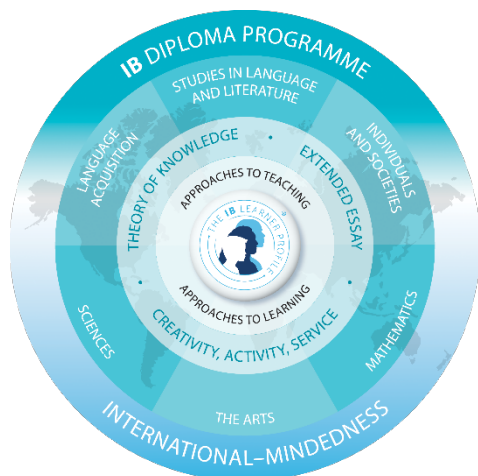 IB DIPLOMA PROGRAMME
STUDIES IN LANGUAGE
AND LITERATURE
LANGUAGE
ACQUISITION
INDIVIDUALS
AND SOCIETIES
THEORY OF KNOWLEDGE
•
EXTENDED ESSAY
•
APPROACHES TO TEACHING
THE IB LEARNER PROFILE
APPROACHES TO LEARNING
•
CREATIVITY, ACTIVITY, SERVICE
SCIENCES
MATHEMATICS
THE ARTS
INTERNATIONAL–MINDEDNESS